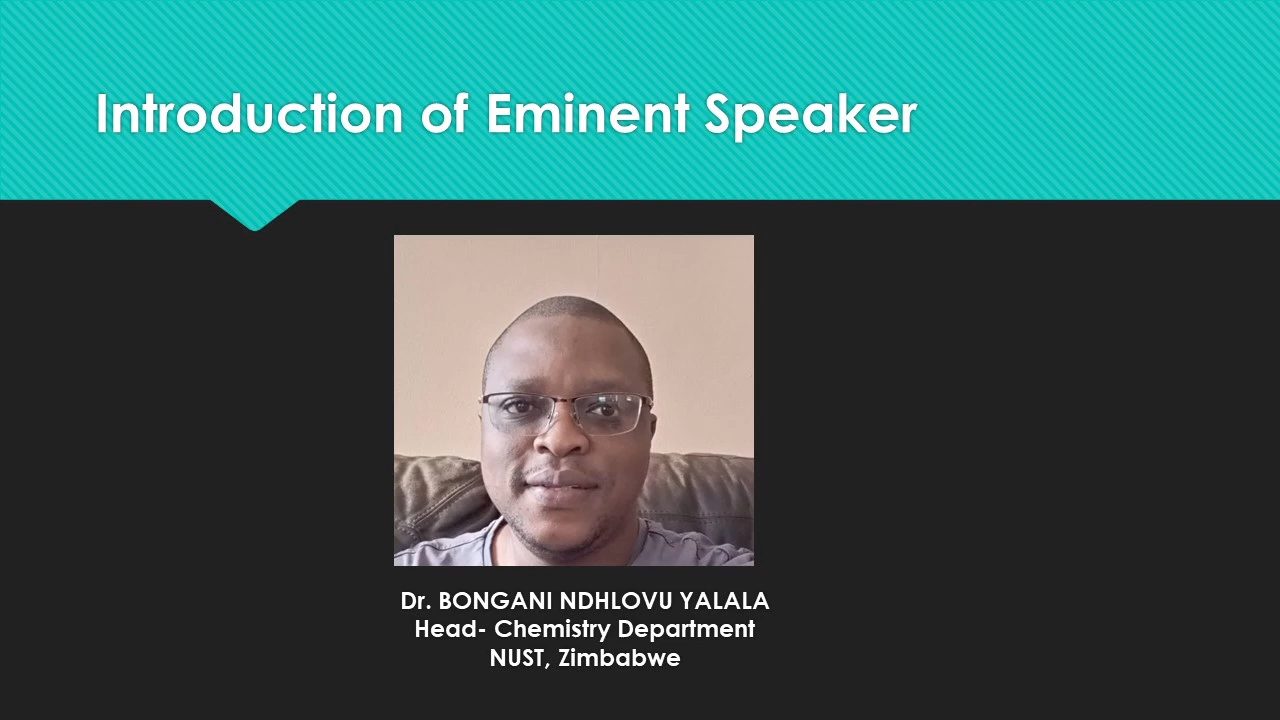 Introduction of Eminent Speaker
Dr. BONGANI NDHLOVU YALALA
Head- Chemistry Department
NUST, Zimbabwe